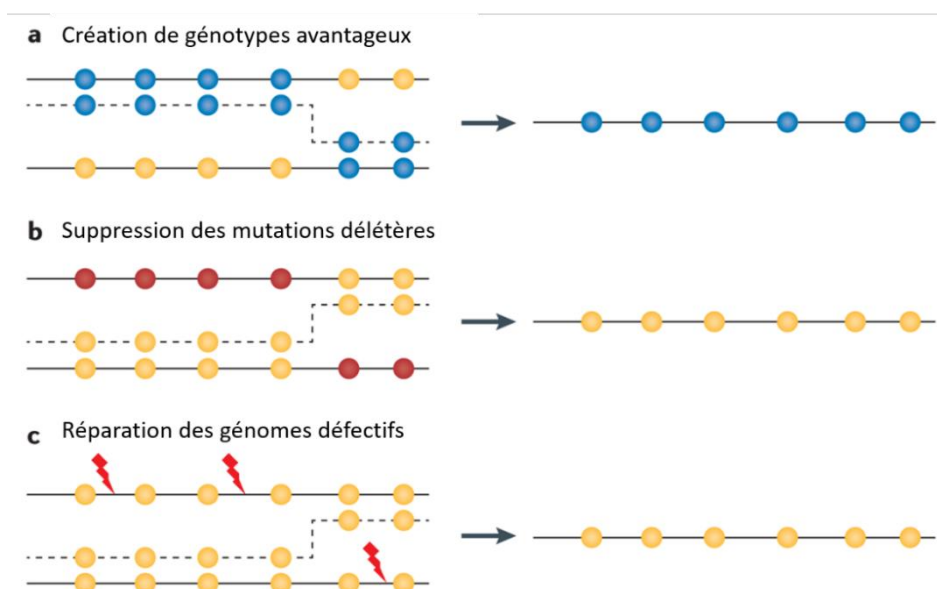 a Création de génotypes avantageux
b Suppression des mutations délétères
c Réparation des génomes défectifs